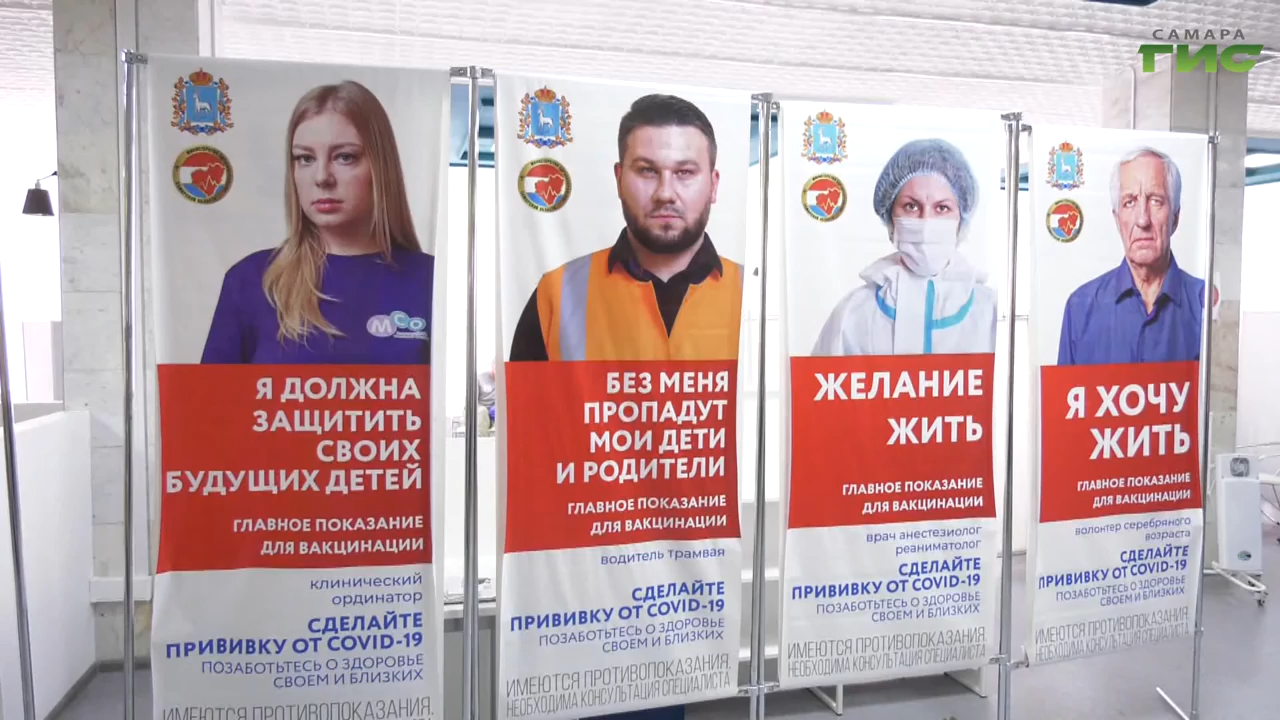 САМАРА
ГИС
Я ДОЛЖНА
ЗАЩИТИТЬ
СВОИХ
БУДУЩИХ ДЕТЕЙ
ГЛАВНОЕ ПОКАЗАНИЕ
ДЛЯ ВАКЦИНАЦИИ
клинический
ординатор
СДЕЛАЙТЕ
ПРИВИВКУ ОТ COVID-19
ПОЗАБОТЬТЕСЬ О ЗДОРОВЬЕ
СВОЕМ И БЛИЗКИХ
ИМЕЮТСЯ ПРОТИВОПОКАЗАНИЯ.
БЕЗ МЕНЯ
ПРОПАДУТ
МОИ ДЕТИ
И РОДИТЕЛИ
ГЛАВНОЕ ПОКАЗАНИЕ
ДЛЯ ВАКЦИНАЦИИ
водитель трамвая
СДЕЛАЙТЕ
ПРИВИВКУ ОТ COVID-19
ПОЗАБОТЬТЕСЬ О ЗДОРОВЬЕ
СВОЕМ И БЛИЗКИХ
ИМЕЮТСЯ ПРОТИВОПОКАЗАНИЯ.
НЕОБХОДИМА КОНСУЛЬТАЦИЯ СПЕЦИАЛИСТА
ЖЕЛАНИЕ
ЖИТЬ
ГЛАВНОЕ ПОКАЗАНИЕ
ДЛЯ ВАКЦИНАЦИИ
врач анестезиолог
реаниматолог
СДЕЛАЙТЕ
ПРИВИВКУ ОТ COVID-19
ПОЗАБОТЬТЕСЬ О ЗДОРОВЬЕ
СВОЕМ И БЛИЗКИХ
ИМЕЮТСЯ ПРОТИВОПОКАЗАНИЯ.
НЕОБХОДИМА КОНСУЛЬТАЦИЯ СПЕЦИАЛИСТА
Я ХОЧУ
ЖИТЬ
ГЛАВНОЕ ПОКАЗАНИЕ
ДЛЯ ВАКЦИНАЦИИ
волонтер серебряного
возраста
СДЕЛАЙТЕ
ПРИВИВКУ ОТ COVID-19
ПОЗАБОТЬТЕСЬ О ЗДОРОВЬЕ
СВОЕМ И БЛИЗКИХ
ИМЕЮТСЯ ПРОТИВОПОКАЗАНИЯ.
НЕОБХОДИМА КОНСУЛЬТАЦИЯ СПЕЦИАЛИСТА